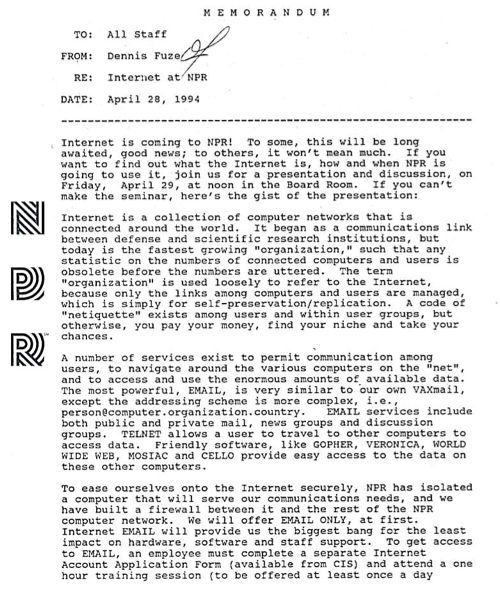 MEMORANDUM
TO: All Staff
FROM: Dennis Fuze
RE: Internet at NPR
DATE: April 28, 1994
Internet is coming to NPR! To some, this will be long
awaited, good news; to others, it won't mean much. If you
want to find out what the Internet is, how and when NPR is
going to use it, join us for a presentation and discussion, on
Friday, April 29, at noon in the Board Room. If you can't
make the seminar, here's the gist of the presentation:
Internet is a collection of computer networks that is
connected around the world. It began as a communications link
between defense and scientific research institutions, but
today is the fastest growing "organization," such that any
statistic on the numbers of connected computers and users is
obsolete before the numbers are uttered. The term
"organization" is used loosely to refer to the Internet,
because only the links among computers and users are managed,
which is simply for self-preservation/replication. A code of
"netiquette" exists among users and within user groups, but
otherwise, you pay your money, find your niche and take your
chances.
N
P
R
A number of services exist to permit communication among
users, to navigate around the various computers on the "net",
and to access and use the enormous amounts of available data.
The most powerful, EMAIL, is very similar to our own VAXmail,
except the addressing scheme is more complex, i.e.,
person@computer.organization.country. EMAIL services include
both public and private mail, news groups and discussion
groups. TELNET allows a user to travel to other computers to
access data. Friendly software, like GOPHER, VERONICA, WORLD
WIDE WEB, MOSIAC and CELLO provide easy access to the data on
these other computers.
To ease ourselves onto the Internet securely, NPR has isolated
a computer that will serve our communications needs, and we
have built a firewall between it and the rest of the NPR
computer network. We will offer EMAIL ONLY, at first.
Internet EMAIL will provide us the biggest bang for the least
impact on hardware, software and staff support. To get access
to EMAIL, an employee must complete a separate Internet
Account Application Form (available from CIS) and attend a one
hour training session (to be offered at least once a day